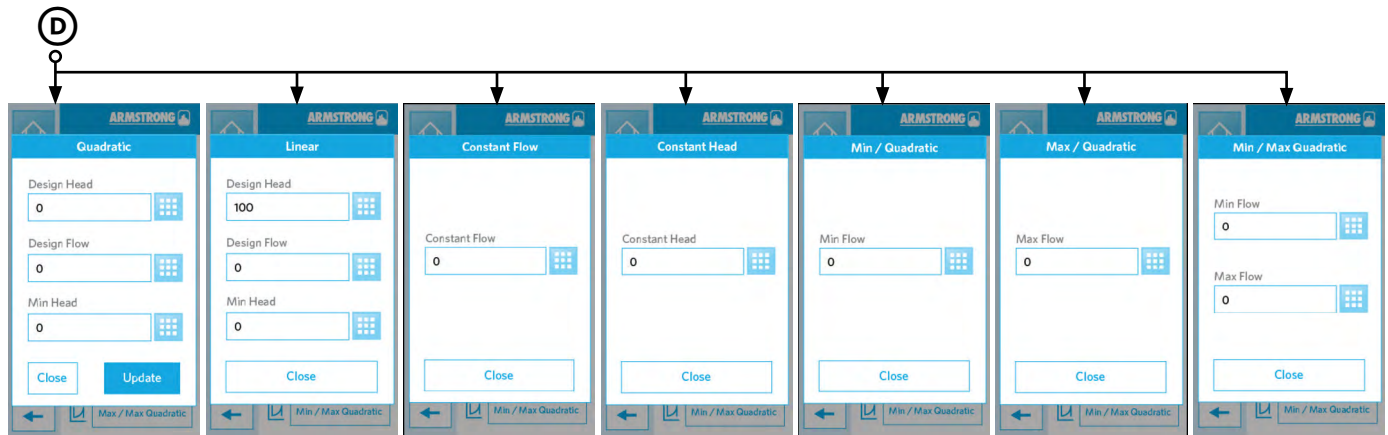 D
ARMSTRONG
Quadratic
Design Head
0
Design Flow
0
Min Head
0
Close
Update
Max / Max Quadratic
ARMSTRONG
Linear
Design Head
100
Design Flow
0
Min Head
0
Close
Min / Max Quadratic
ARMSTRONG
Constant Flow
Constant Flow
0
Close
Min / Max Quadratic
ARMSTRONG
Constant Head
Constant Head
0
Close
Min / Max Quadratic
ARMSTRONG
Min / Quadratic
Min Flow
0
Close
Min / Max Quadratic
ARMSTRONG
Max / Quadratic
Max Flow
0
Close
Min / Max Quadratic
ARMSTRONG
Min / Max Quadratic
Min Flow
0
Max Flow
0
Close
Min / Max Quadratic